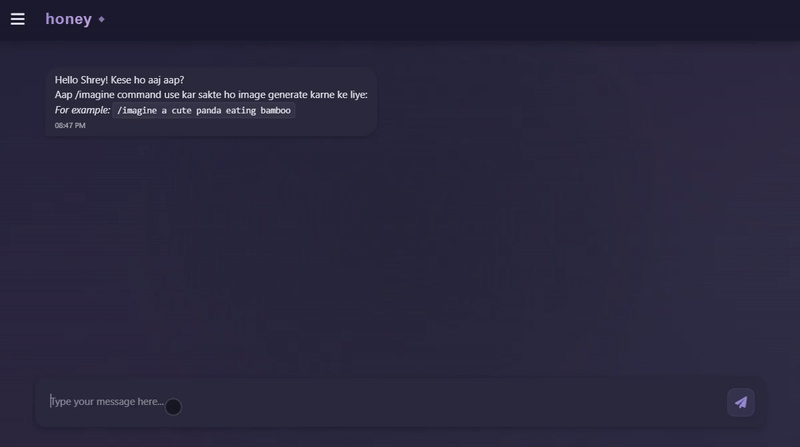 honey
Hello Shrey! Kese ho aaj aap?
Aap /imagine command use kar sakte ho image generate karne ke liye:
For example: /imagine a cute panda eating bamboo
08:47 PM
Type your message here...